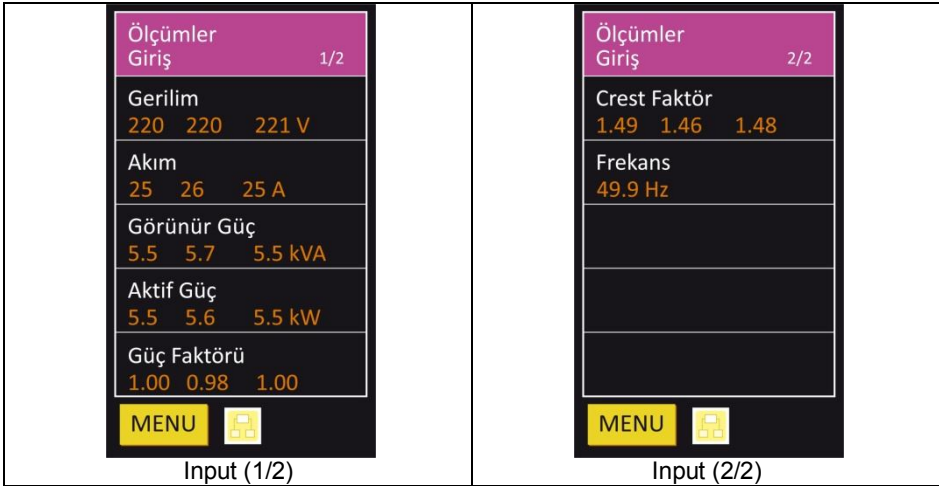 Ölçümler
Giriş 1/2
Gerilim
220 220 221 V
Akım
25 26 25 A
Görünür Güç
5.5 5.7 5.5 kVA
Aktif Güç
5.5 5.6 5.5 kW
Güç Faktörü
1.00 0.98 1.00
MENU
Input (1/2)
Ölçümler
Giriş 2/2
Crest Faktör
1.49 1.46 1.48
Frekans
49.9 Hz
MENU
Input (2/2)